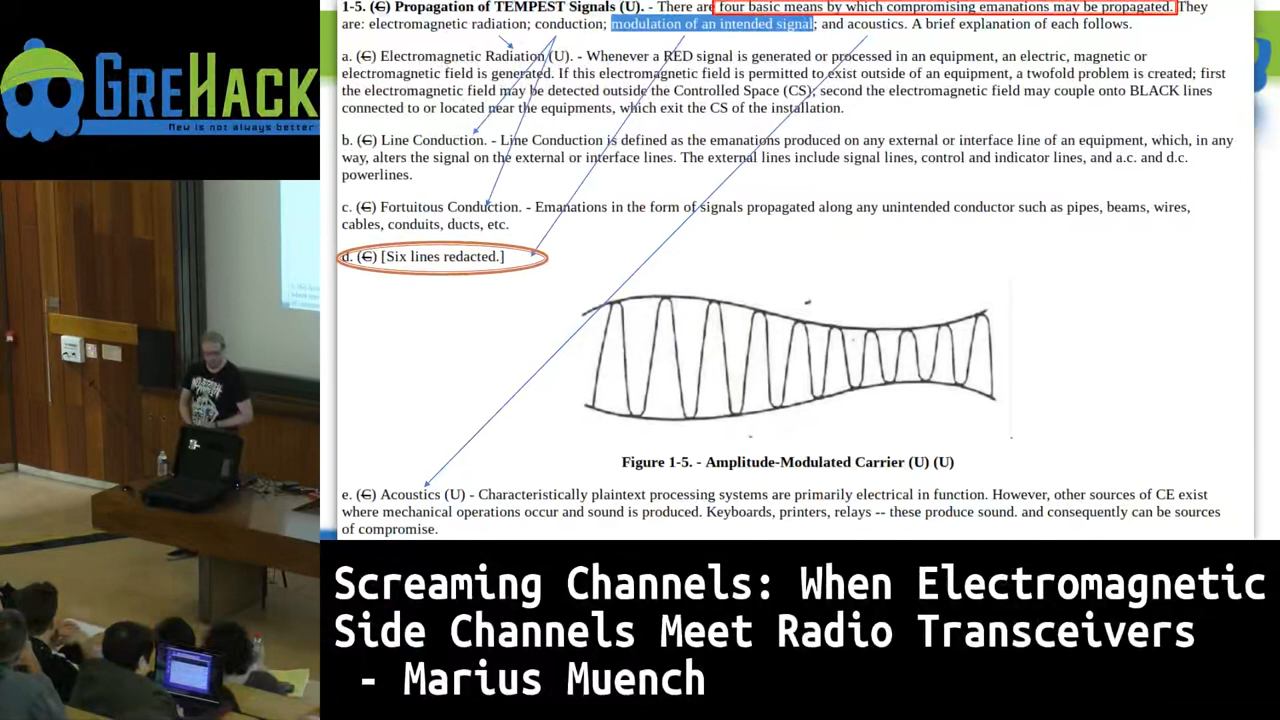 1-5. (C) Propagation of TEMPEST Signals (U). - There are four basic means by which compromising emanations may be propagated. They
are: electromagnetic radiation; conduction; modulation of an intended signal; and acoustics. A brief explanation of each follows.
GREHACK
New is not always better
a. (C) Electromagnetic Radiation (U). - Whenever a RED signal is generated or processed in an equipment, an electric, magnetic or
electromagnetic field is generated. If this electromagnetic field is permitted to exist outside of an equipment, a twofold problem is created; first
the electromagnetic field may be detected outside the Controlled Space (CS); second the electromagnetic field may couple onto BLACK lines
connected to or located near the equipments, which exit the CS of the installation.
b. (C) Line Conduction. - Line Conduction is defined as the emanations produced on any external or interface line of an equipment, which, in any
way, alters the signal on the external or interface lines. The external lines include signal lines, control and indicator lines, and a.c. and d.c.
powerlines.
c. (C) Fortuitous Conduction. - Emanations in the form of signals propagated along any unintended conductor such as pipes, beams, wires,
cables, conduits, ducts, etc.
d. (C) [Six lines redacted.]
Figure 1-5. - Amplitude-Modulated Carrier (U) (U)
e. (C) Acoustics (U) - Characteristically plaintext processing systems are primarily electrical in function. However, other sources of CE exist
where mechanical operations occur and sound is produced. Keyboards, printers, relays -- these produce sound. and consequently can be sources
of compromise.
Screaming Channels: When Electromagnetic
Side Channels Meet Radio Transceivers
- Marius Muench